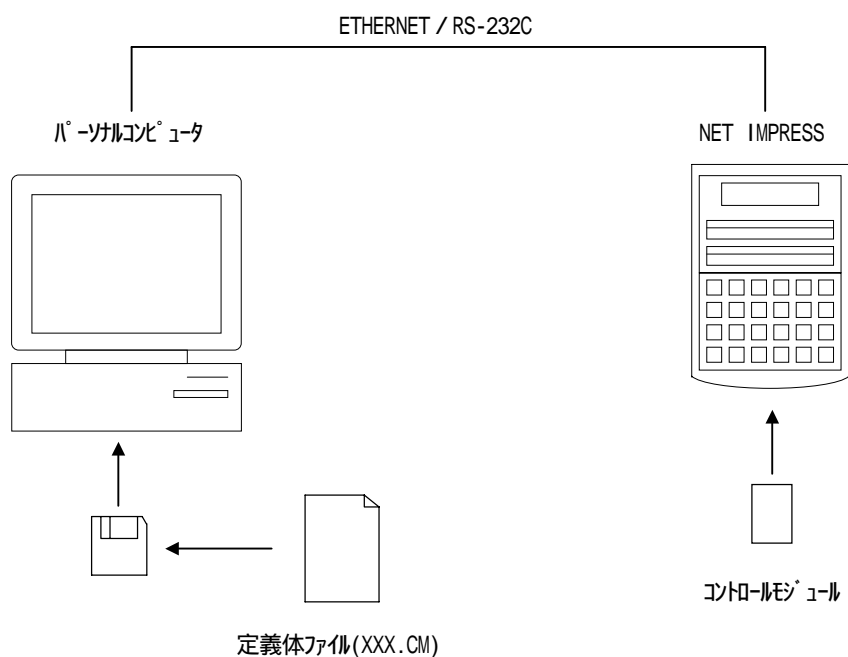 ETHERNET / RS-232C
ﾊﾟｰｿﾅﾙｺﾝﾋﾟｭｰﾀ
NET IMPRESS
ｺﾝﾄﾛｰﾙﾓｼﾞｭｰﾙ
定義体ﾌｧｲﾙ(XXX.CM)